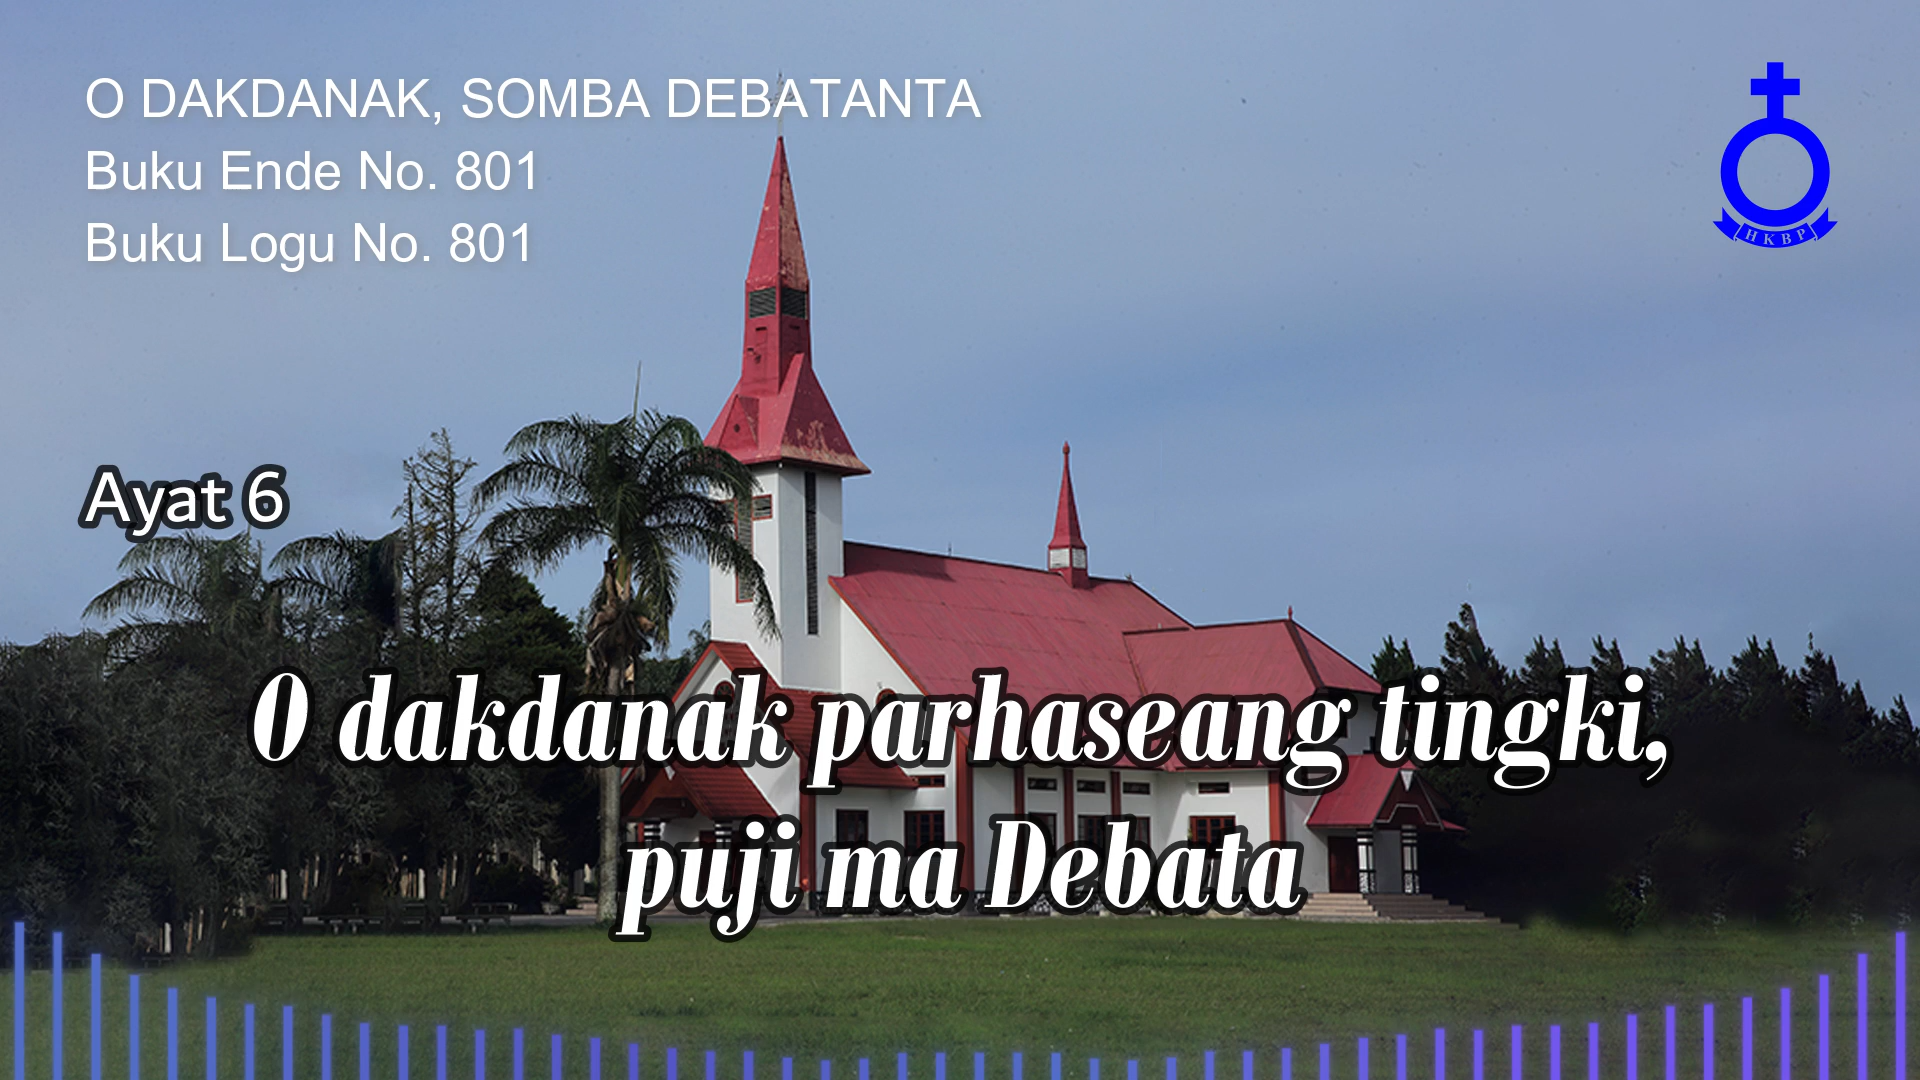 O DAKDANAK, SOMBA DEBATANTA
Buku Ende No. 801
Buku Logu No. 801
HKBP
Ayat 6
O dakdanak parhaseang tingki,
puji ma Debata